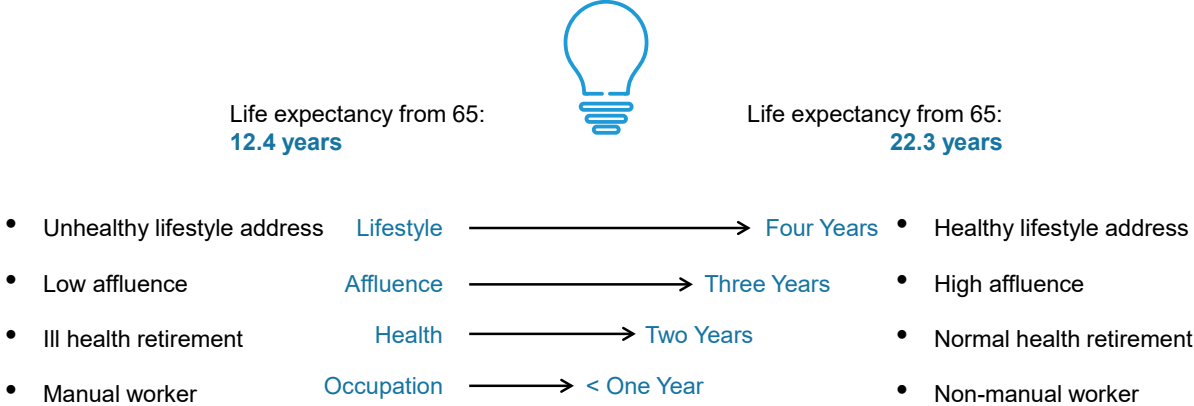 Life expectancy from 65:
12.4 years
Life expectancy from 65:
22.3 years
• Unhealthy lifestyle address Lifestyle Four Years • Healthy lifestyle address
• Low affluence Affluence Three Years • High affluence
• Ill health retirement Health Two Years • Normal health retirement
• Manual worker Occupation < One Year • Non-manual worker